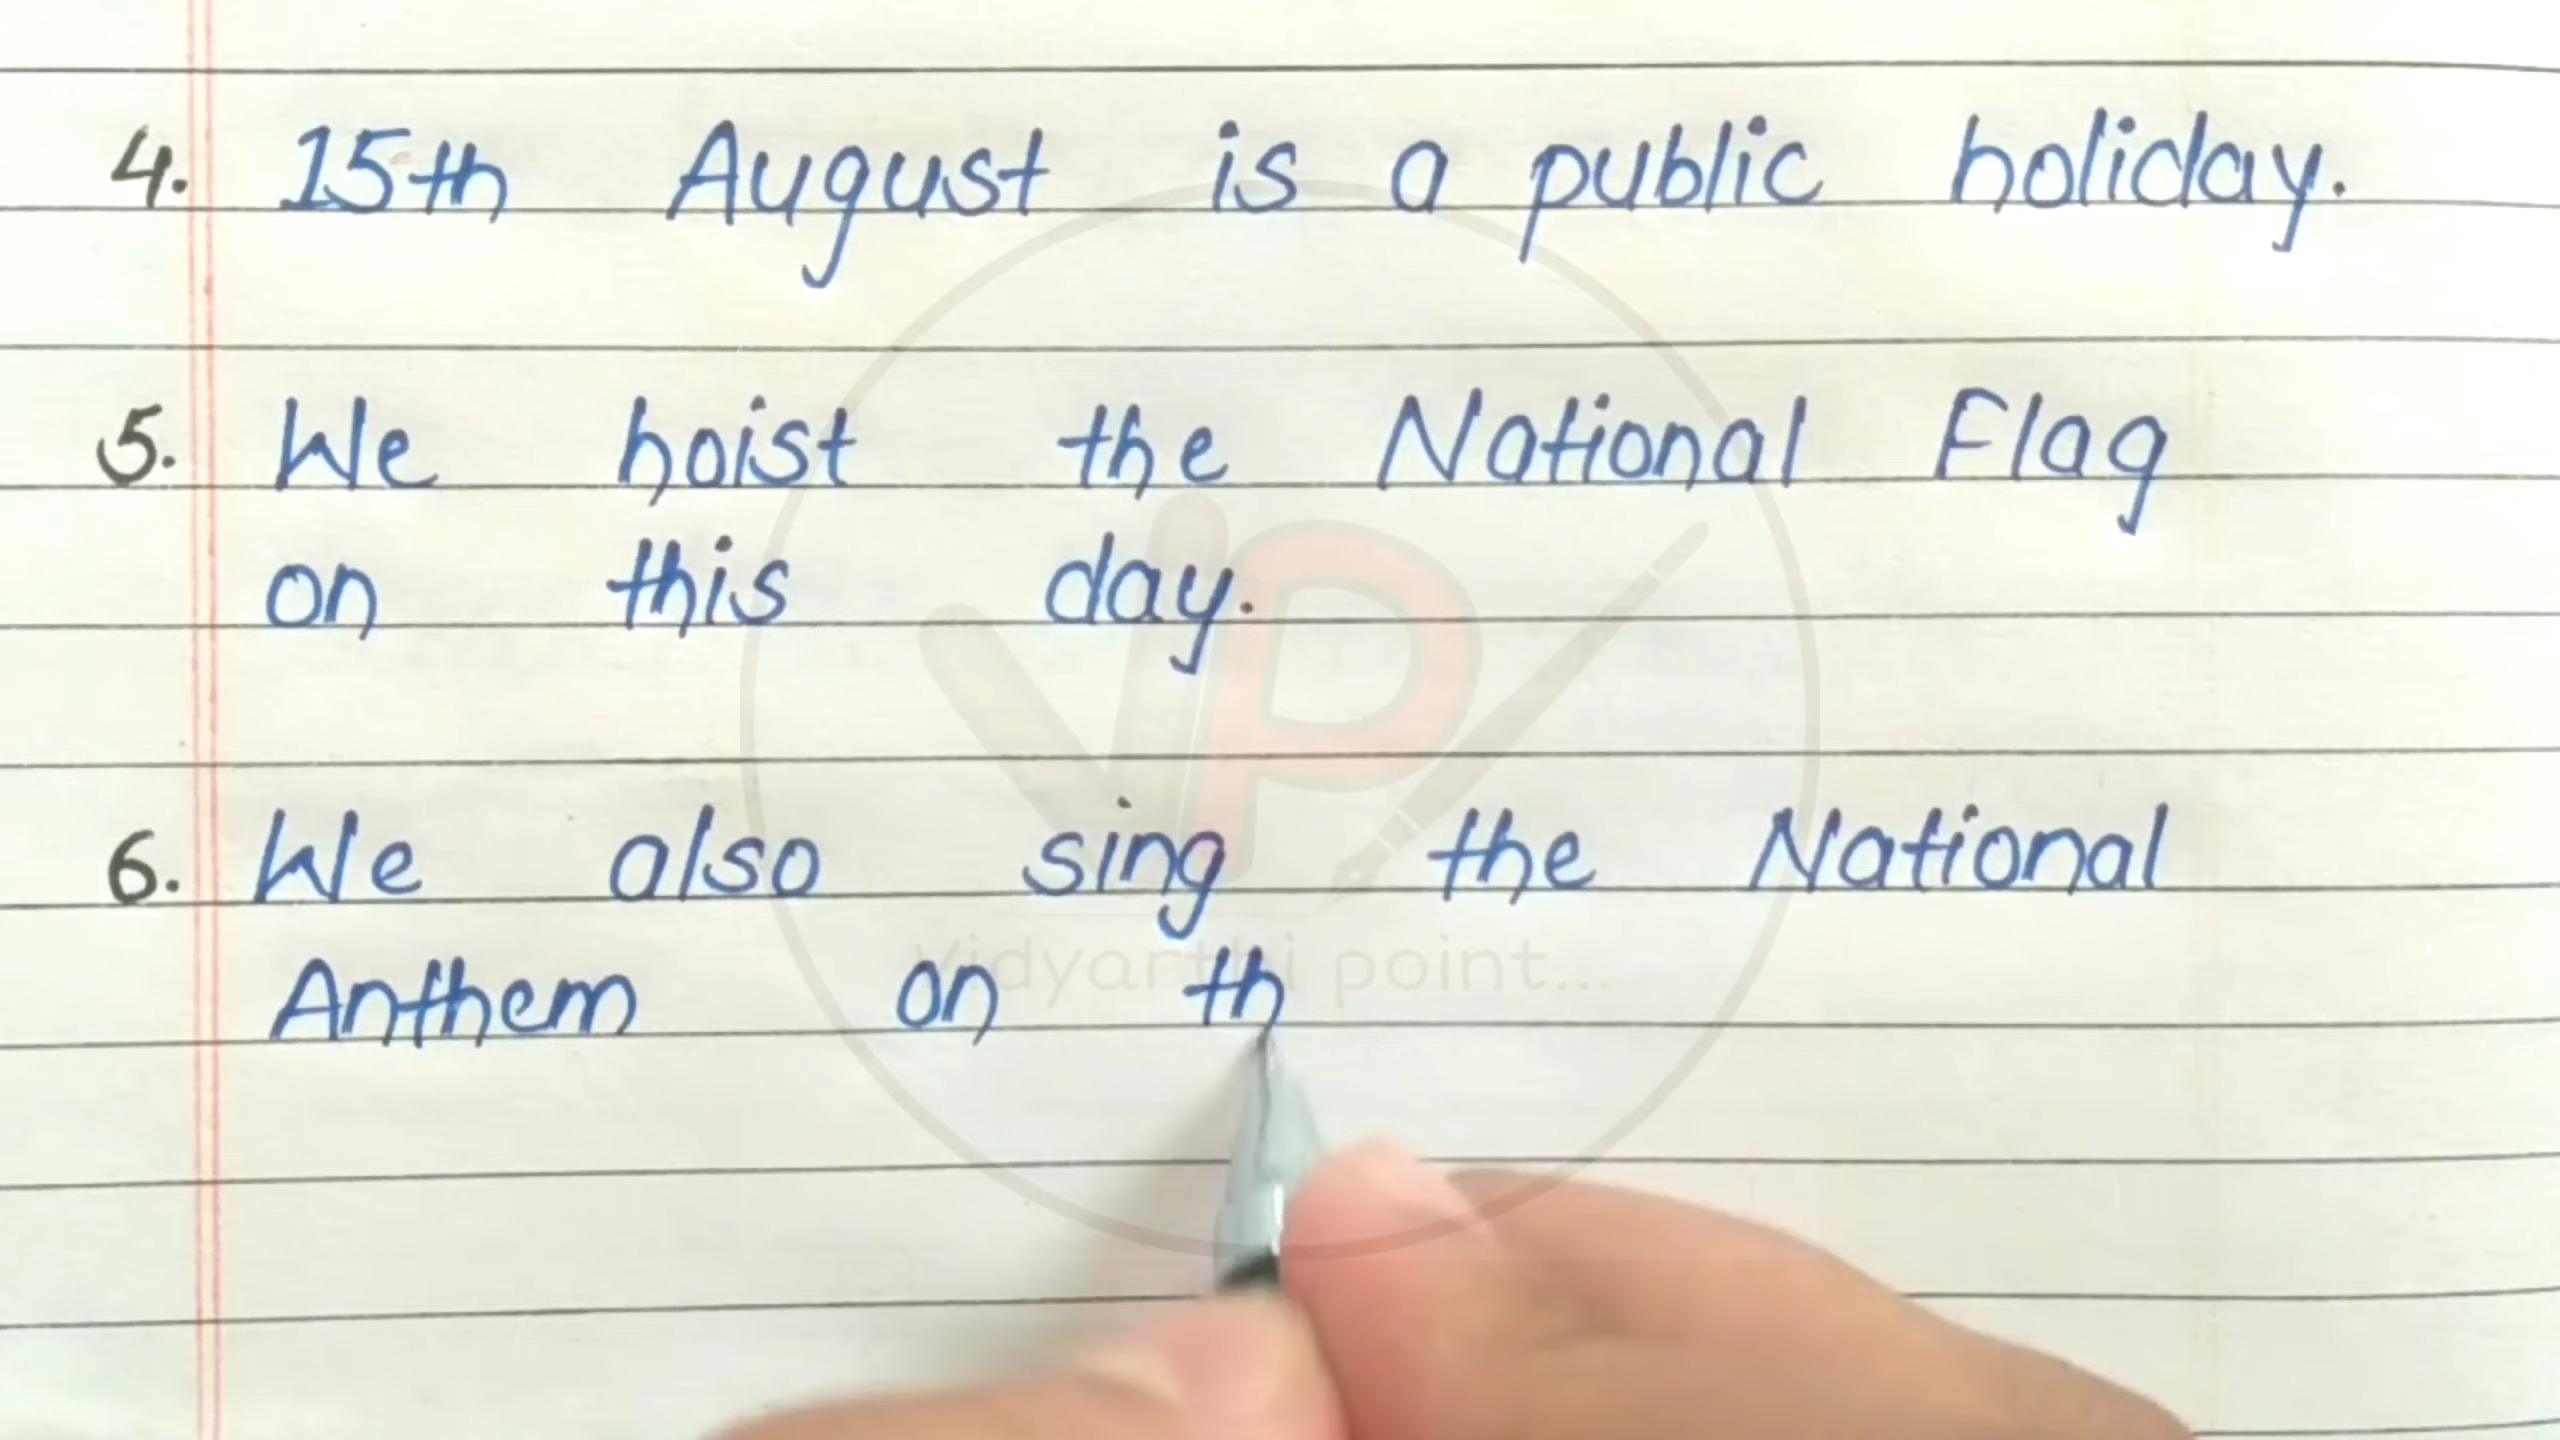 4. 15th August is a public holiday.
5. We hoist the National Flag
on this day.
6. We also sing the National
Anthem on th
VP
Vidyarthi point...